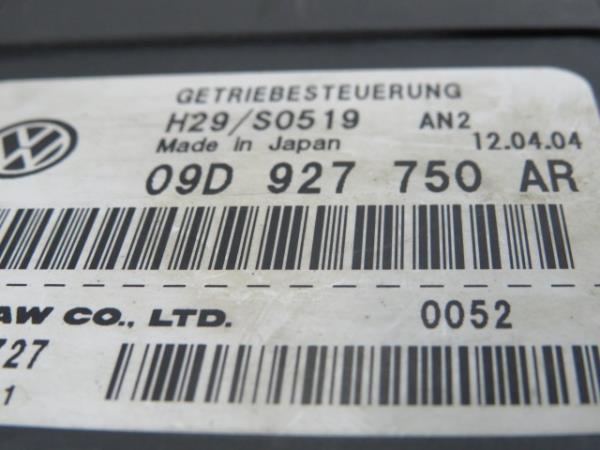 GETRIEBESTEUERUNG
H29/S0519 AN2 12.04.04
Made in Japan
09D 927 750 AR
AW CO., LTD. 0052
727
1